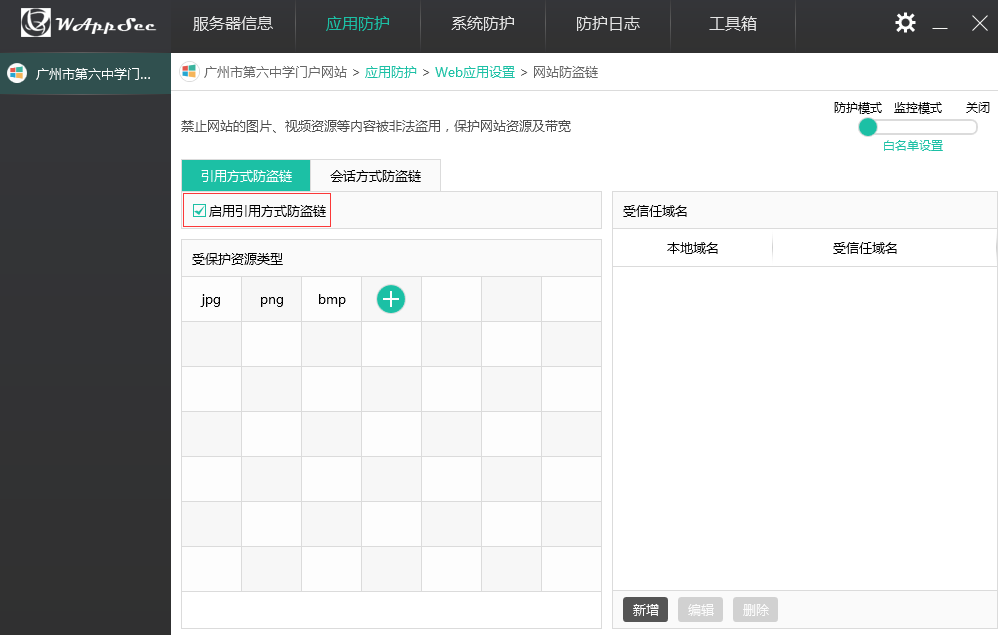 WAppSec 服务器信息 应用防护 系统防护 防护日志 工具箱
广州市第六中学门...
广州市第六中学门户网站 > 应用防护 > Web应用设置 > 网站防盗链
防护模式 监控模式 关闭
禁止网站的图片、视频资源等内容被非法盗用，保护网站资源及带宽
白名单设置
引用方式防盗链 会话方式防盗链
启用引用方式防盗链
受保护资源类型
jpg png bmp
受信任域名
本地域名 受信任域名
新增 编辑 删除